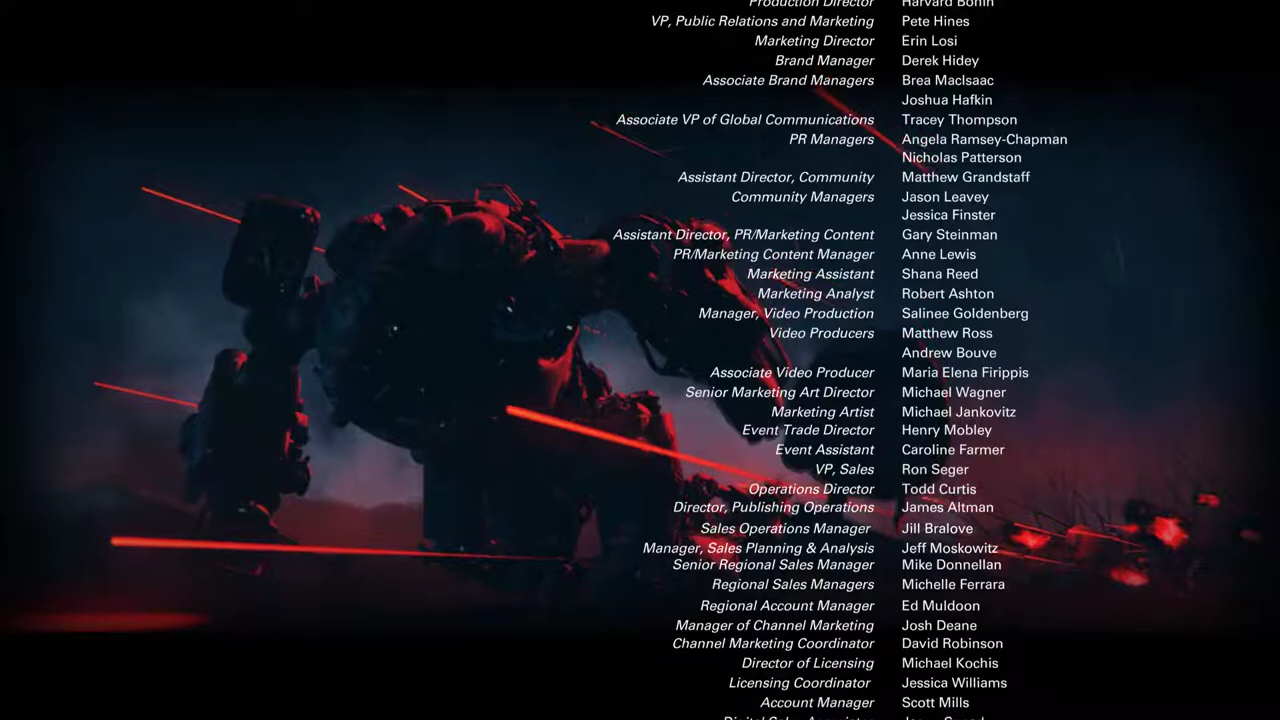 Production Director Harvard Bonin
VP, Public Relations and Marketing Pete Hines
Marketing Director Erin Losi
Brand Manager Derek Hidey
Associate Brand Managers Brea MacIsaac
Joshua Hafkin
Associate VP of Global Communications Tracey Thompson
PR Managers Angela Ramsey-Chapman
Nicholas Patterson
Assistant Director, Community Matthew Grandstaff
Community Managers Jason Leavey
Jessica Finster
Assistant Director, PR/Marketing Content Gary Steinman
PR/Marketing Content Manager Anne Lewis
Marketing Assistant Shana Reed
Marketing Analyst Robert Ashton
Manager, Video Production Salinee Goldenberg
Video Producers Matthew Ross
Andrew Bouve
Associate Video Producer Maria Elena Firippis
Senior Marketing Art Director Michael Wagner
Marketing Artist Michael Jankovitz
Event Trade Director Henry Mobley
Event Assistant Caroline Farmer
VP, Sales Ron Seger
Operations Director Todd Curtis
Director, Publishing Operations James Altman
Sales Operations Manager Jill Bralove
Manager, Sales Planning & Analysis Jeff Moskowitz
Senior Regional Sales Manager Mike Donnellan
Regional Sales Managers Michelle Ferrara
Regional Account Manager Ed Muldoon
Manager of Channel Marketing Josh Deane
Channel Marketing Coordinator David Robinson
Director of Licensing Michael Kochis
Licensing Coordinator Jessica Williams
Account Manager Scott Mills